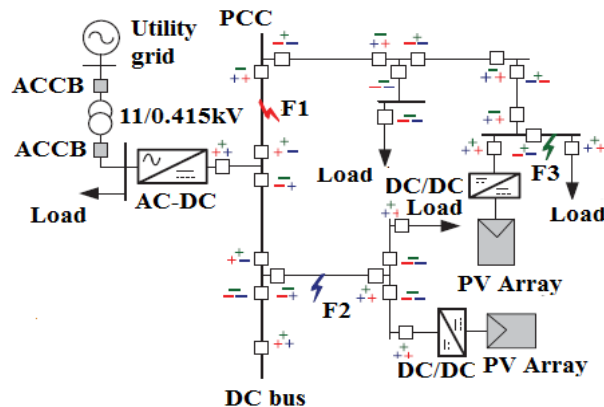 PCC
Utility
grid
ACCB
11/0.415kV
F1
ACCB
Load
AC-DC
Load
DC/DC
F3
Load
Load
PV Array
F2
DC/DC
PV Array
DC bus